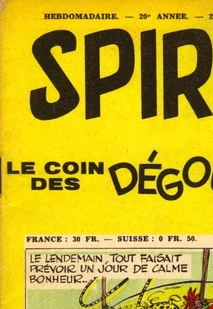 HEBDOMADAIRE. — 20e ANNEE. —
SPIR
LE COIN
DES DÉGO
FRANCE : 30 FR. — SUISSE : 0 FR. 50.
LE LENDEMAIN, TOUT FAISAIT
PRÉVOIR UN JOUR DE CALME
BONHEUR...